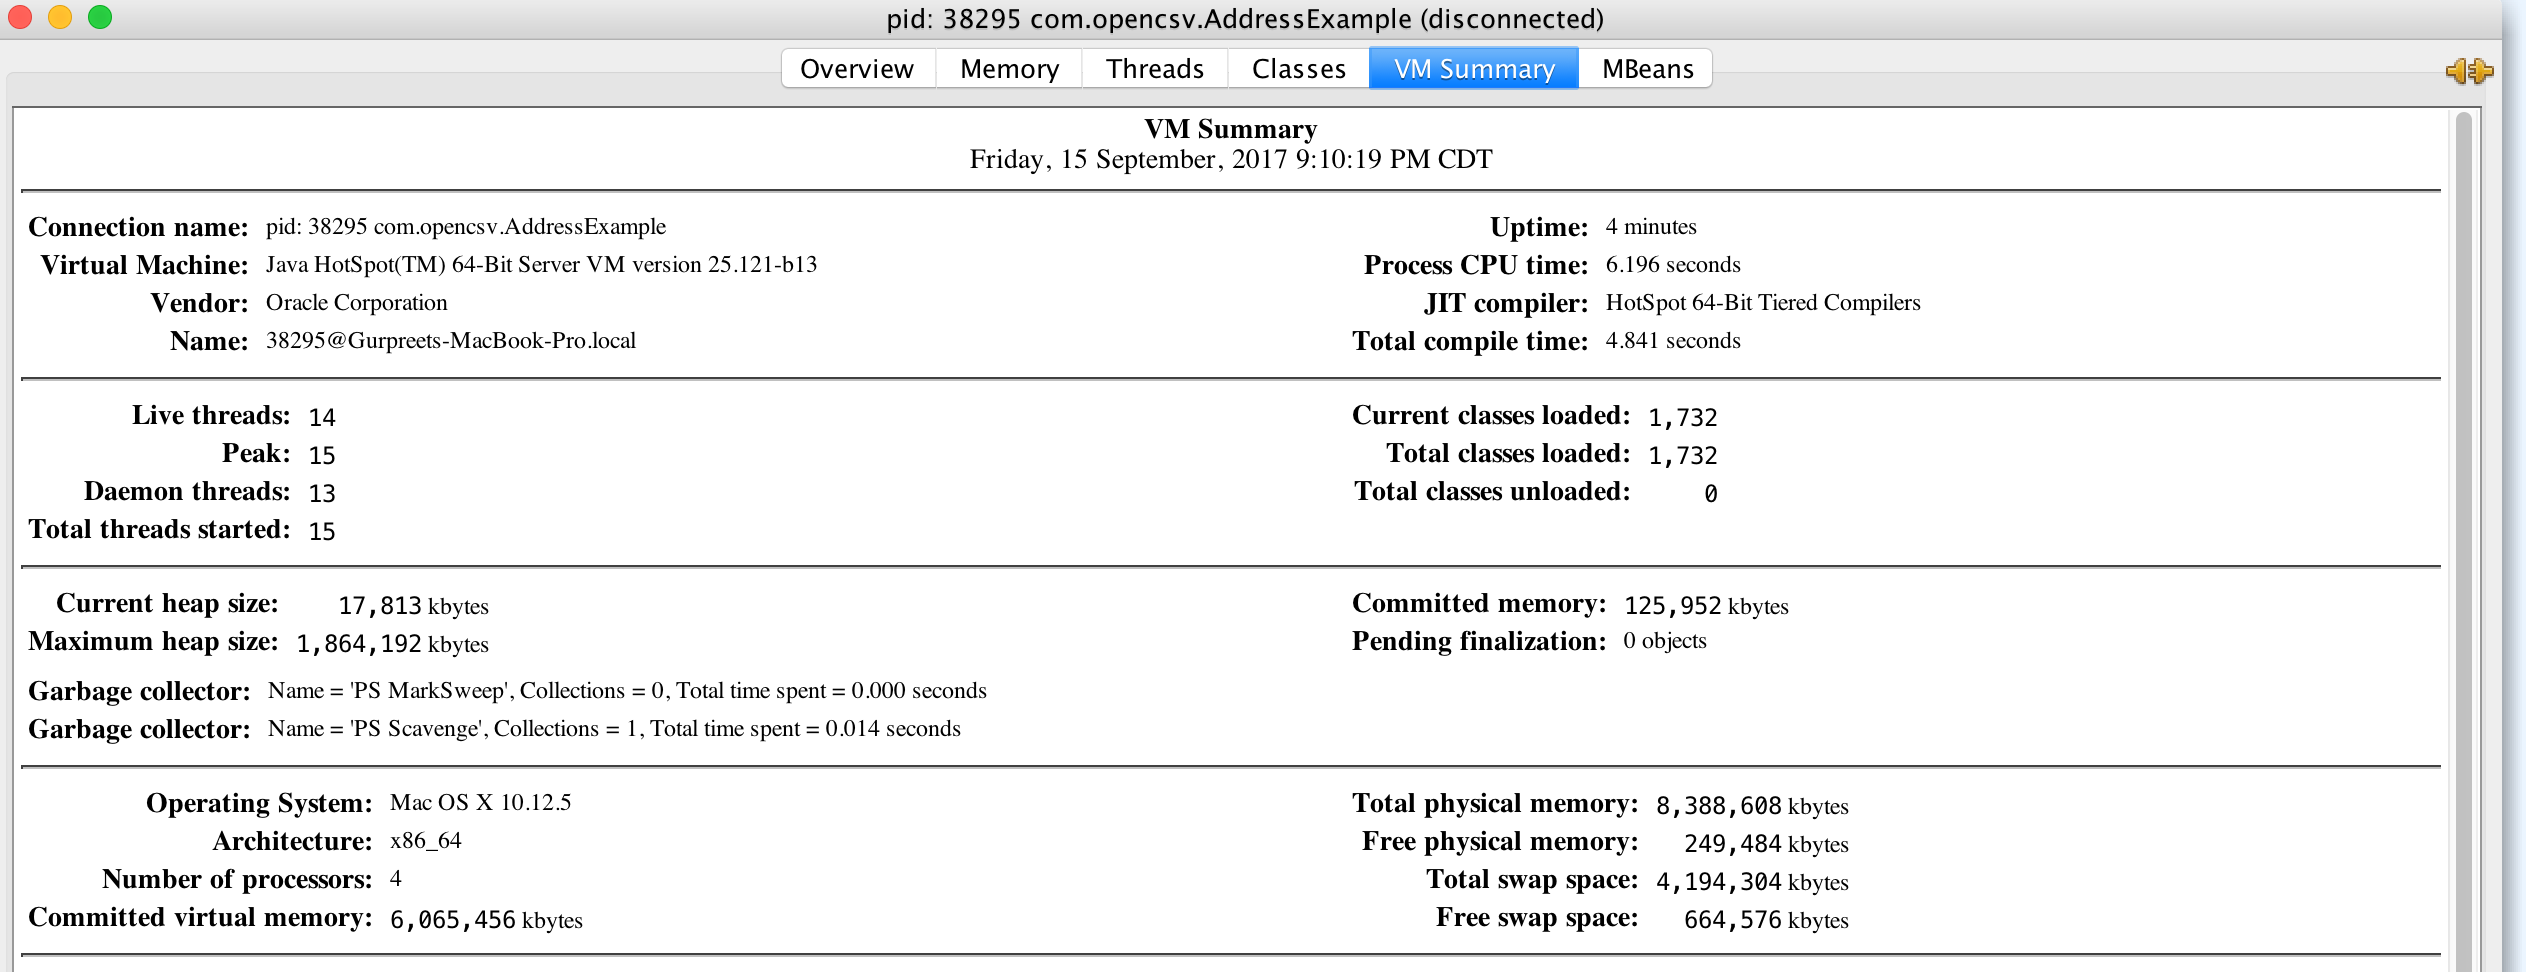 pid: 38295 com.opencsv.AddressExample (disconnected)
Overview Memory Threads Classes VM Summary MBeans
VM Summary
Friday, 15 September, 2017 9:10:19 PM CDT
Connection name: pid: 38295 com.opencsv.AddressExample
Virtual Machine: Java HotSpot(TM) 64-Bit Server VM version 25.121-b13
Vendor: Oracle Corporation
Name: 38295@Gurpreets-MacBook-Pro.local
Uptime: 4 minutes
Process CPU time: 6.196 seconds
JIT compiler: HotSpot 64-Bit Tiered Compilers
Total compile time: 4.841 seconds
Live threads: 14
Peak: 15
Daemon threads: 13
Total threads started: 15
Current classes loaded: 1,732
Total classes loaded: 1,732
Total classes unloaded: 0
Current heap size: 17,813 kbytes
Maximum heap size: 1,864,192 kbytes
Committed memory: 125,952 kbytes
Pending finalization: 0 objects
Garbage collector: Name = 'PS MarkSweep', Collections = 0, Total time spent = 0.000 seconds
Garbage collector: Name = 'PS Scavenge', Collections = 1, Total time spent = 0.014 seconds
Operating System: Mac OS X 10.12.5
Architecture: x86_64
Number of processors: 4
Committed virtual memory: 6,065,456 kbytes
Total physical memory: 8,388,608 kbytes
Free physical memory: 249,484 kbytes
Total swap space: 4,194,304 kbytes
Free swap space: 664,576 kbytes